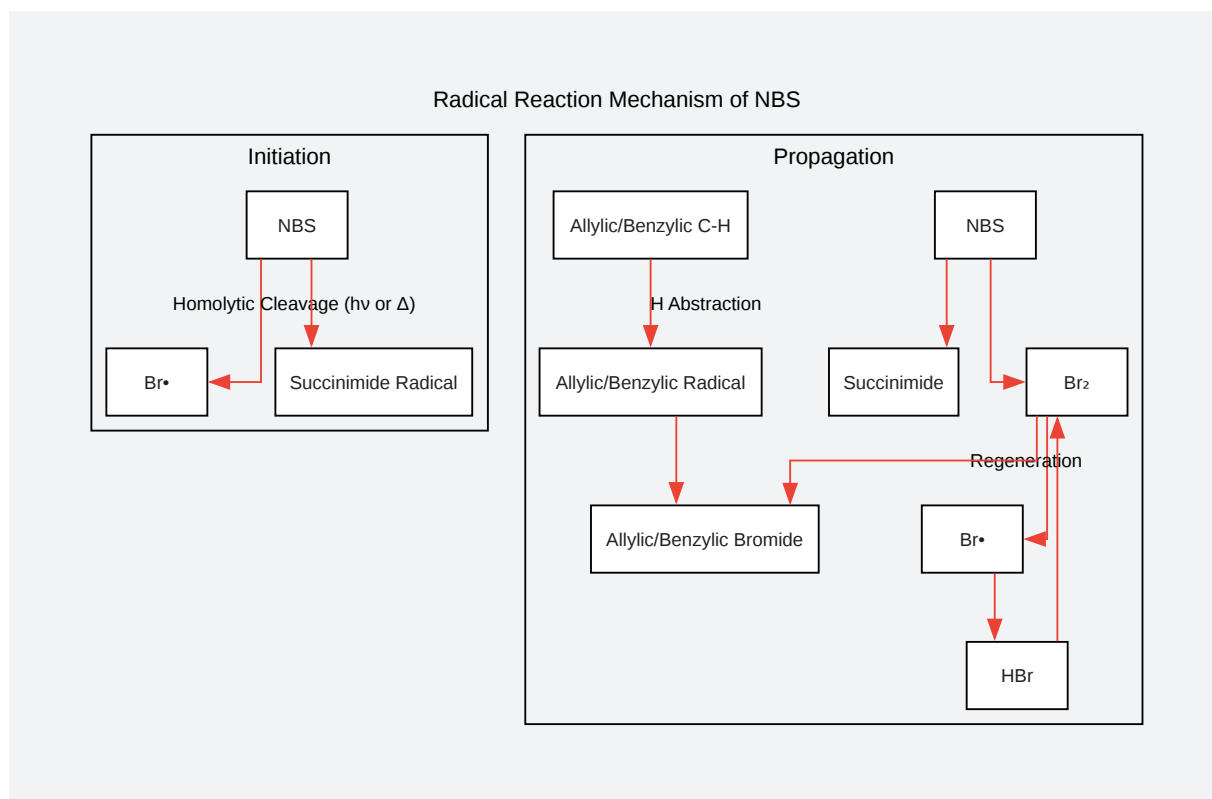 Radical Reaction Mechanism of NBS
Initiation
NBS
Homolytic Cleavage (hν or Δ)
Br•
Succinimide Radical
Propagation
Allylic/Benzylic C-H
NBS
H Abstraction
Allylic/Benzylic Radical
Succinimide
Br₂
Regeneration
Allylic/Benzylic Bromide
Br•
HBr